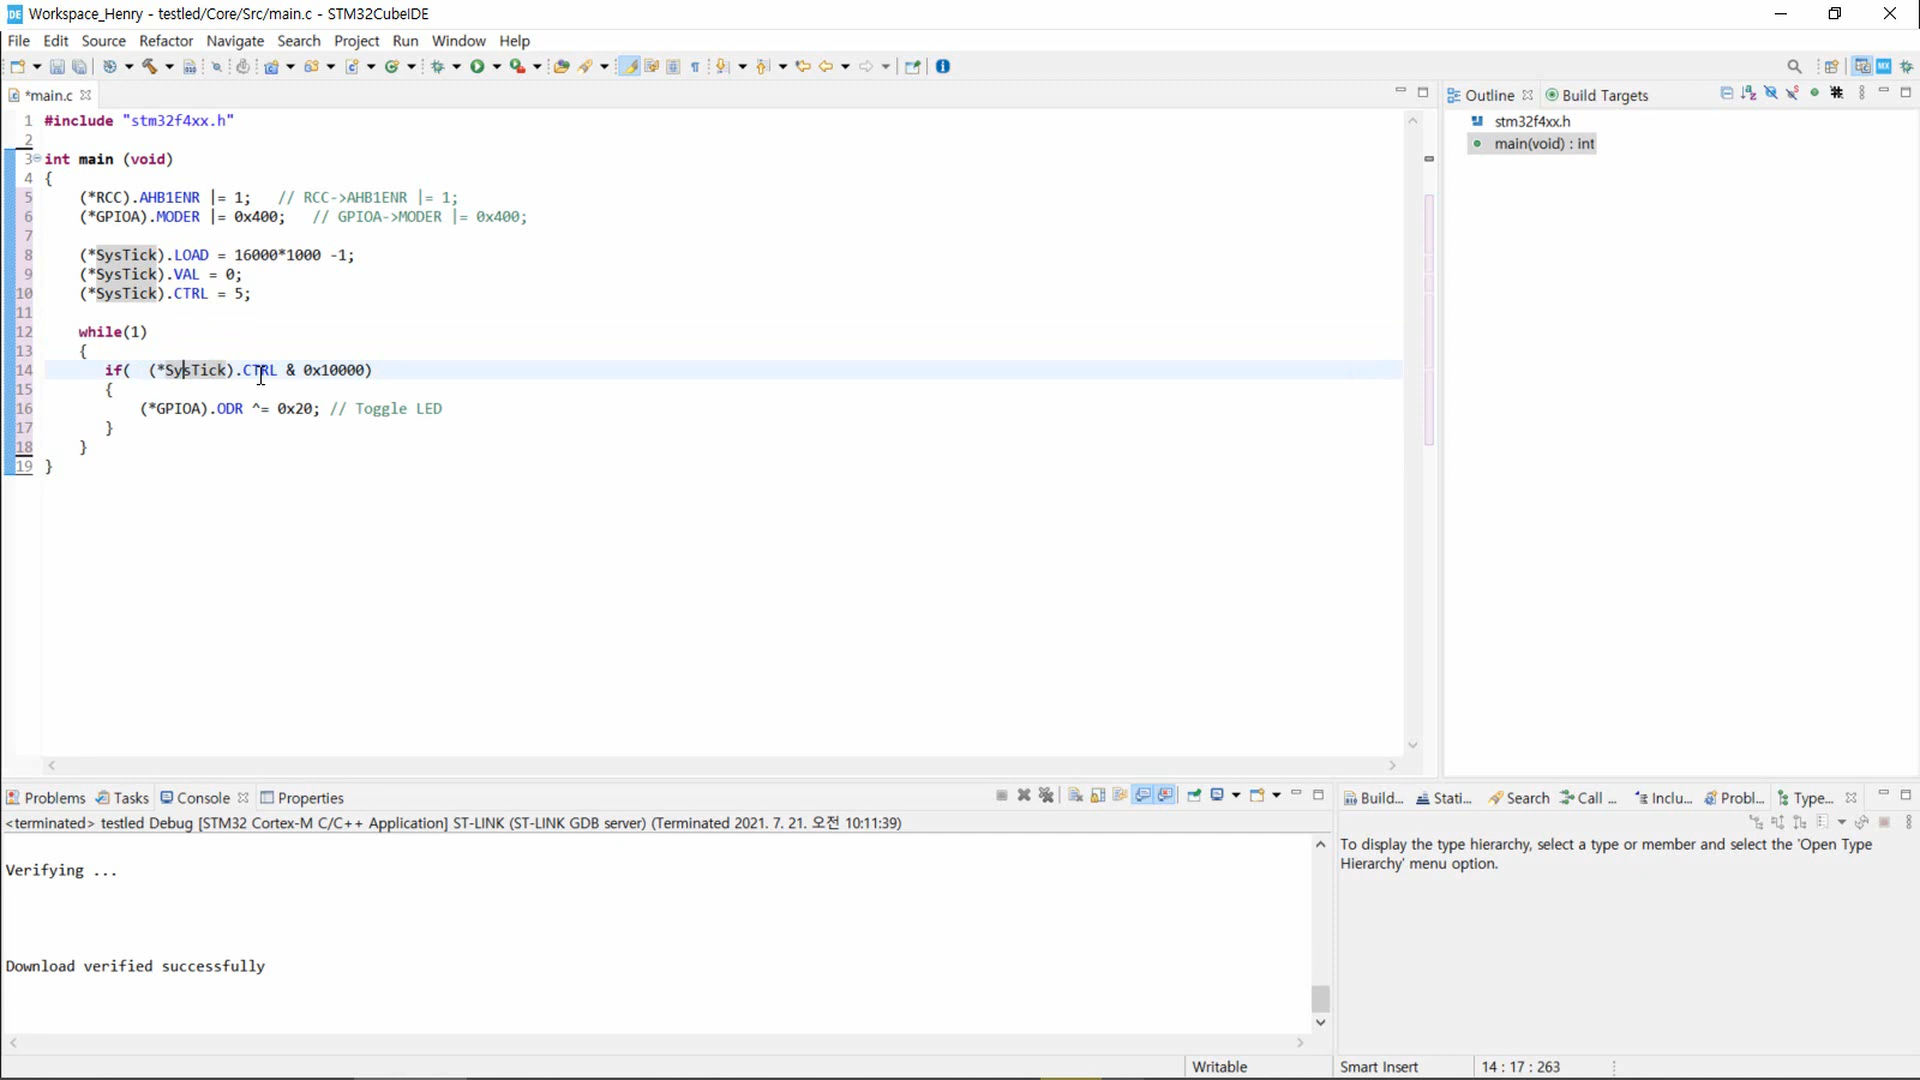 Workspace_Henry - testled/Core/Src/main.c - STM32CubeIDE
File Edit Source Refactor Navigate Search Project Run Window Help
*main.c
Outline Build Targets
1 #include "stm32f4xx.h"
2
3 int main (void)
4 {
5 (*RCC).AHB1ENR |= 1; // RCC->AHB1ENR |= 1;
6 (*GPIOA).MODER |= 0x400; // GPIOA->MODER |= 0x400;
7
8 (*SysTick).LOAD = 16000*1000 -1;
9 (*SysTick).VAL = 0;
10 (*SysTick).CTRL = 5;
11
12 while(1)
13 {
14 if( (*SysTick).CTRL & 0x10000)
15 {
16 (*GPIOA).ODR ^= 0x20; // Toggle LED
17 }
18 }
19 }
stm32f4xx.h
main(void) : int
Problems Tasks Console Properties
<terminated> testled Debug [STM32 Cortex-M C/C++ Application] ST-LINK (ST-LINK GDB server) (Terminated 2021. 7. 21. 오전 10:11:39)
Verifying ...
Download verified successfully
Build... Stati... Search Call ... Inclu... Probl... Type...
To display the type hierarchy, select a type or member and select the 'Open Type
Hierarchy' menu option.
Writable Smart Insert 14 : 17 : 263